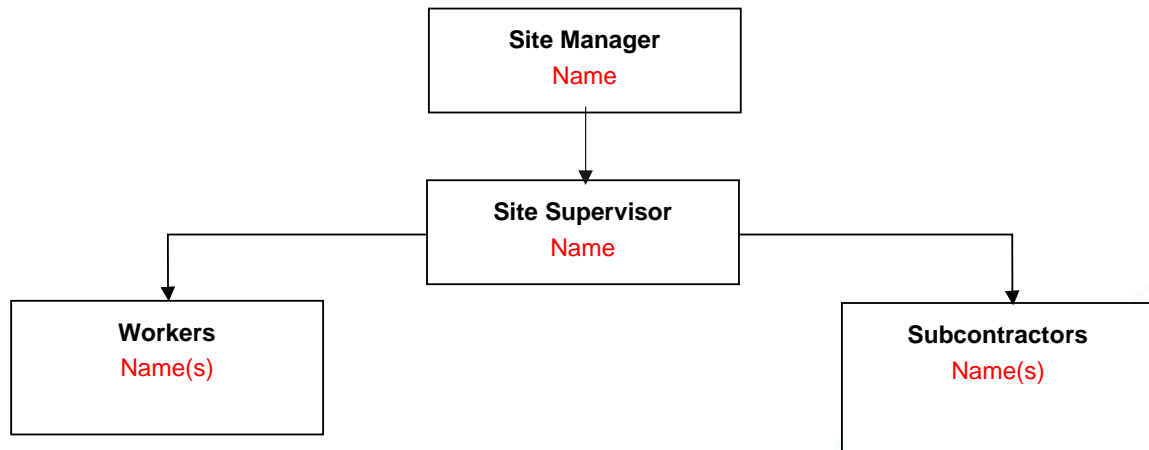 Site Manager
Name
Site Supervisor
Name
Workers
Name(s)
Subcontractors
Name(s)